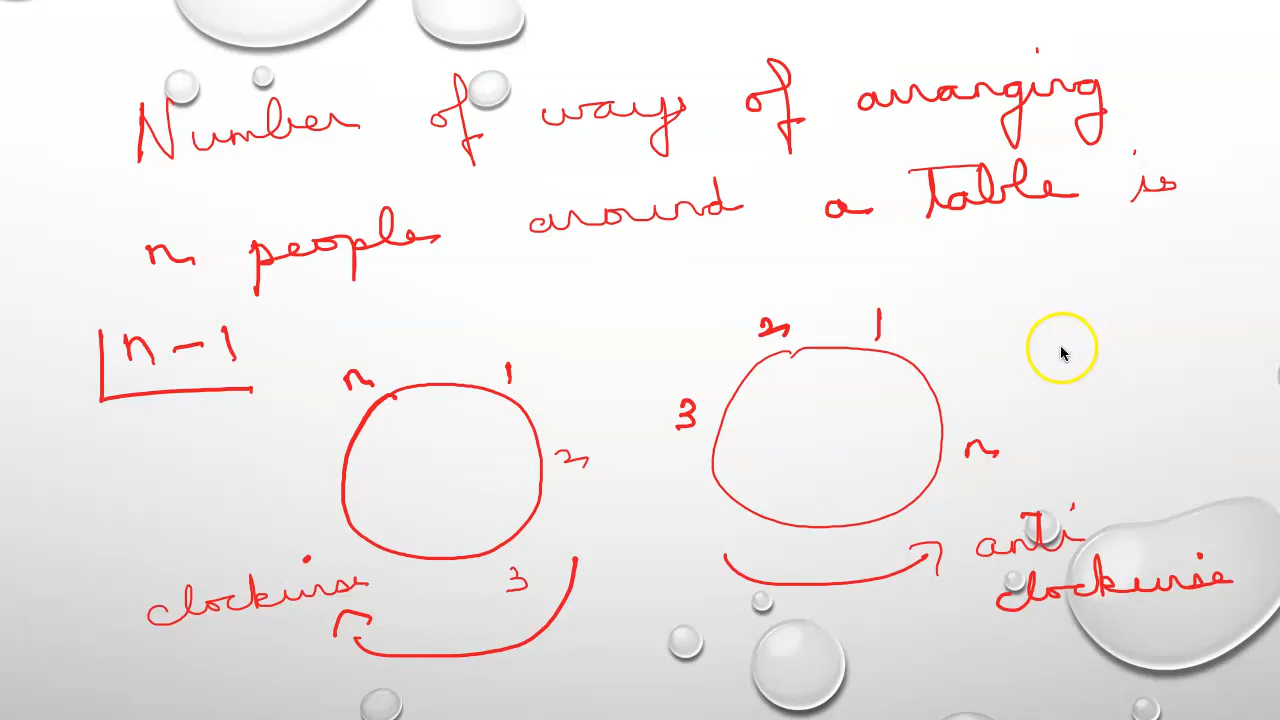 Number of ways of arranging
n people around a Table is
|n - 1
n 1
2
3
2 1
3
n
clockwise
anti
clockwise